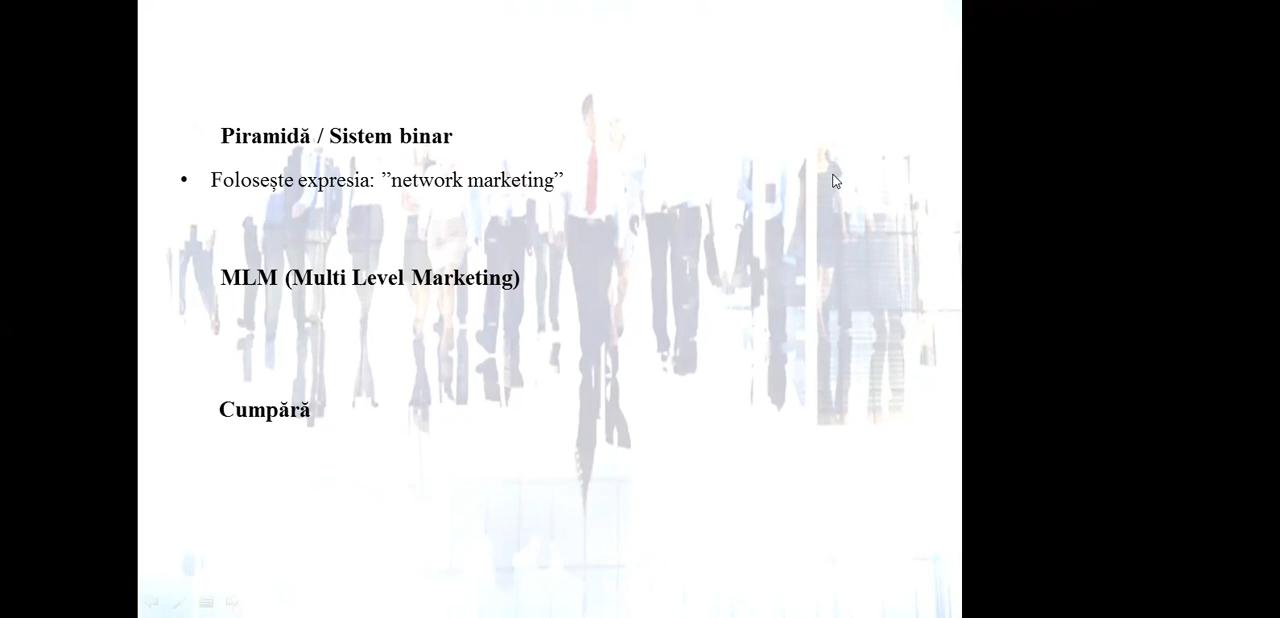 Piramidă / Sistem binar
• Folosește expresia: ”network marketing”
MLM (Multi Level Marketing)
Cumpără